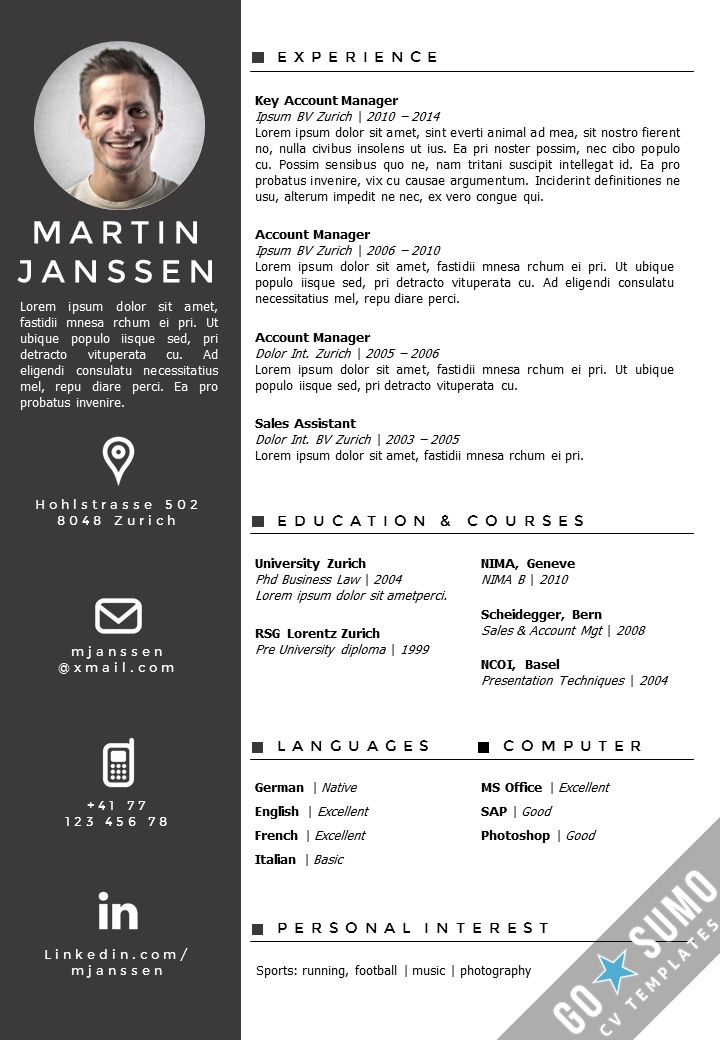 MARTIN
JANSSEN
Lorem ipsum dolor sit amet,
fastidii mnesa rchum ei pri. Ut
ubique populo iisque sed, pri
detracto vituperata cu. Ad
eligendi consulatu necessitatius
mel, repu diare perci. Ea pro
probatus invenire.
Hohlstrasse 502
8048 Zurich
mjanssen
@xmail.com
+41 77
123 456 78
in
Linkedin.com/
mjanssen
EXPERIENCE
Key Account Manager
Ipsum BV Zurich | 2010 – 2014
Lorem ipsum dolor sit amet, sint everti animal ad mea, sit nostro fierent
no, nulla civibus insolens ut ius. Ea pri noster possim, nec cibo populo
cu. Possim sensibus quo ne, nam tritani suscipit intellegat id. Ea pro
probatus invenire, vix cu causae argumentum. Inciderint definitiones ne
usu, alterum impedit ne nec, ex vero congue qui.
Account Manager
Ipsum BV Zurich | 2006 – 2010
Lorem ipsum dolor sit amet, fastidii mnesa rchum ei pri. Ut ubique
populo iisque sed, pri detracto vituperata cu. Ad eligendi consulatu
necessitatius mel, repu diare perci.
Account Manager
Dolor Int. Zurich | 2005 – 2006
Lorem ipsum dolor sit amet, fastidii mnesa rchum ei pri. Ut ubique
populo iisque sed, pri detracto vituperata cu.
Sales Assistant
Dolor Int. BV Zurich | 2003 – 2005
Lorem ipsum dolor sit amet, fastidii mnesa rchum ei pri.
EDUCATION & COURSES
University Zurich
Phd Business Law | 2004
Lorem ipsum dolor sit ametperci.
RSG Lorentz Zurich
Pre University diploma | 1999
NIMA, Geneve
NIMA B | 2010
Scheidegger, Bern
Sales & Account Mgt | 2008
NCOI, Basel
Presentation Techniques | 2004
LANGUAGES
German | Native
English | Excellent
French | Excellent
Italian | Basic
COMPUTER
MS Office | Excellent
SAP | Good
Photoshop | Good
PERSONAL INTEREST
Sports: running, football | music | photography
GO SUMO
CV TEMPLATES